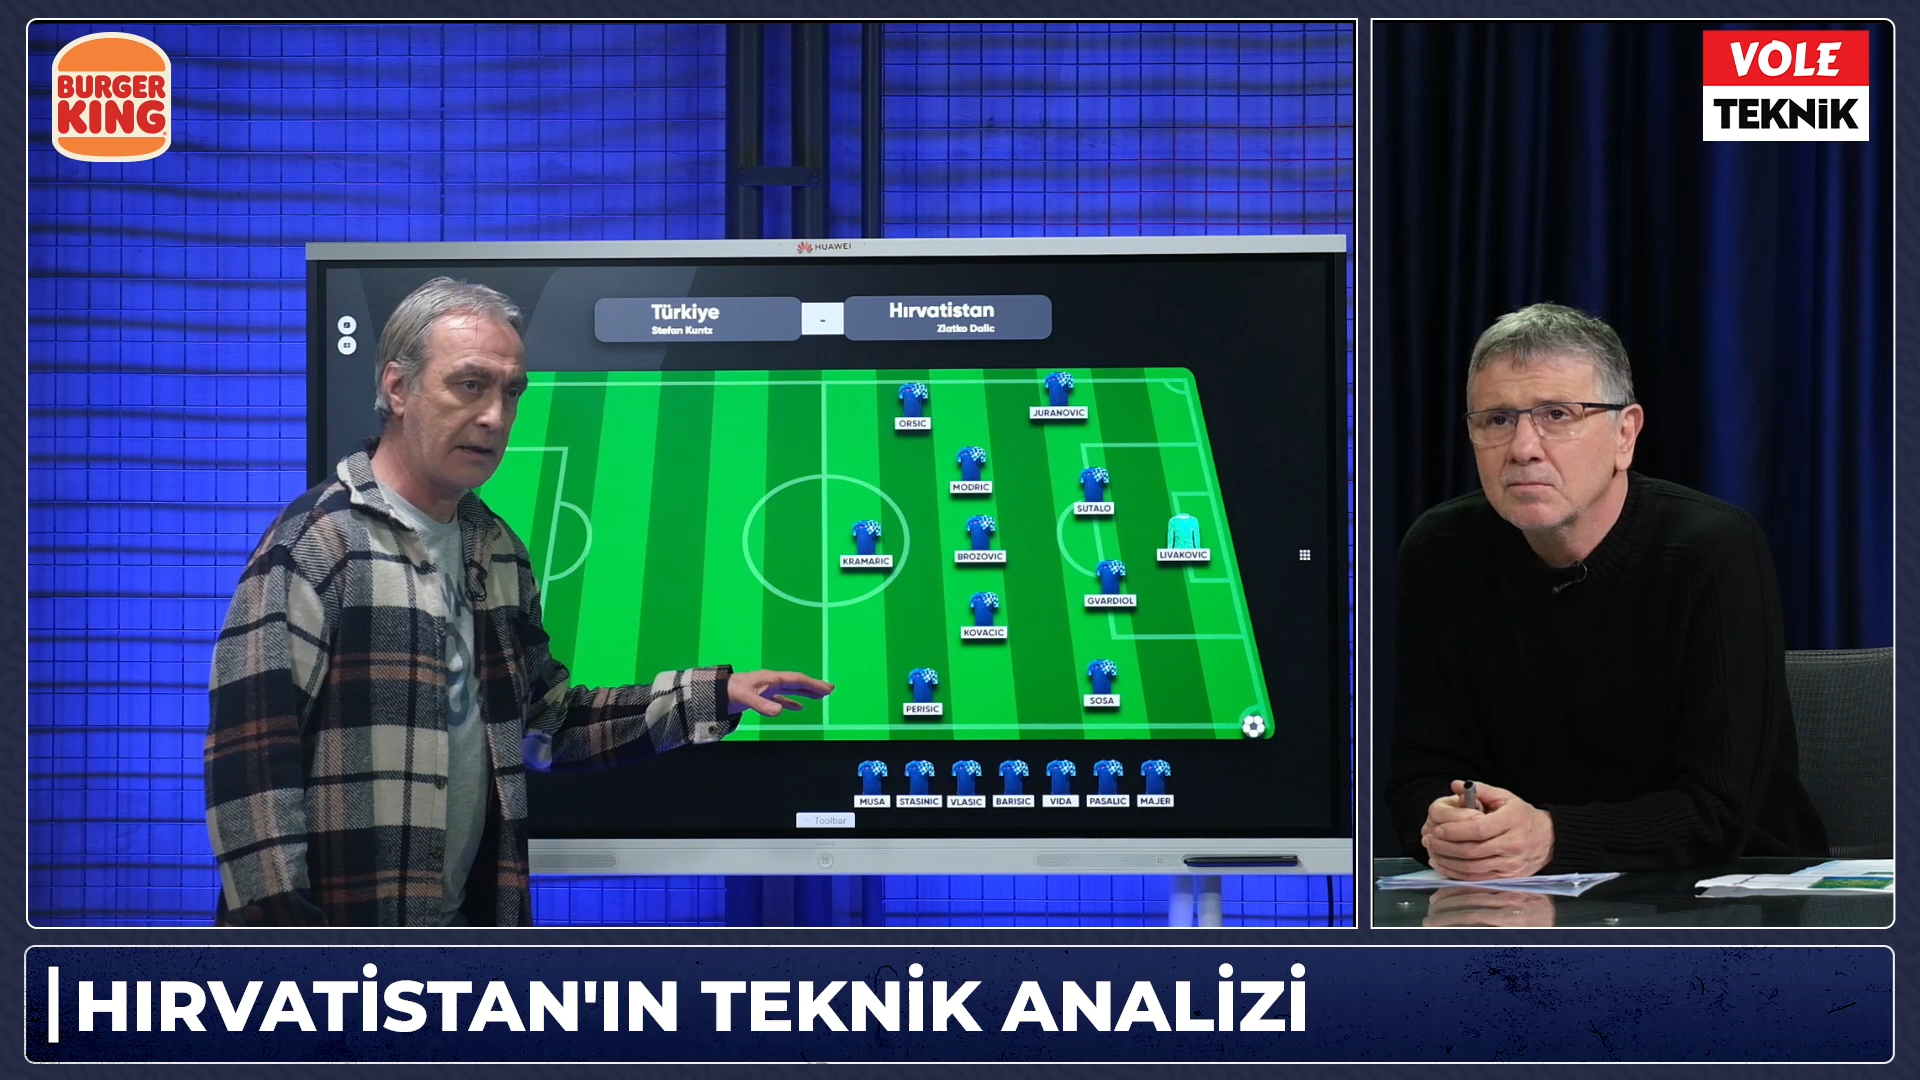 BURGER
KING
VOLE
TEKNİK
HUAWEI
Türkiye
Stefan Kuntz
-
Hırvatistan
Zlatko Dalic
ORSIC
JURANOVIC
MODRIC
SUTALO
KRAMARIC
BROZOVIC
LIVAKOVIC
GVARDIOL
KOVACIC
PERISIC
SOSA
MUSA
STASINIC
VLASIC
BARISIC
VIDA
PASALIC
MAJER
Toolbar
HIRVATİSTAN'IN TEKNİK ANALİZİ